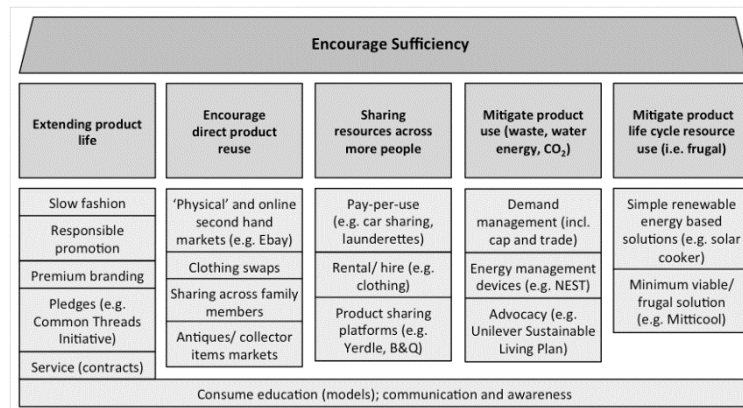 Encourage Sufficiency
Extending product
life
Encourage
direct product
reuse
Sharing
resources across
more people
Mitigate product
use (waste, water
energy, CO₂)
Mitigate product
life cycle resource
use (i.e. frugal)
Slow fashion
Responsible
promotion
Premium branding
Pledges (e.g.
Common Threads
Initiative)
Service (contracts)
'Physical' and online
second hand
markets (e.g. Ebay)
Clothing swaps
Sharing across family
members
Antiques/ collector
items markets
Pay-per-use
(e.g. car sharing,
launderettes)
Rental/ hire (e.g.
clothing)
Product sharing
platforms (e.g.
Yerdle, B&Q)
Demand
management (incl.
cap and trade)
Energy management
devices (e.g. NEST)
Advocacy (e.g.
Unilever Sustainable
Living Plan)
Simple renewable
energy based
solutions (e.g. solar
cooker)
Minimum viable/
frugal solution
(e.g. Mitticool)
Consume education (models); communication and awareness